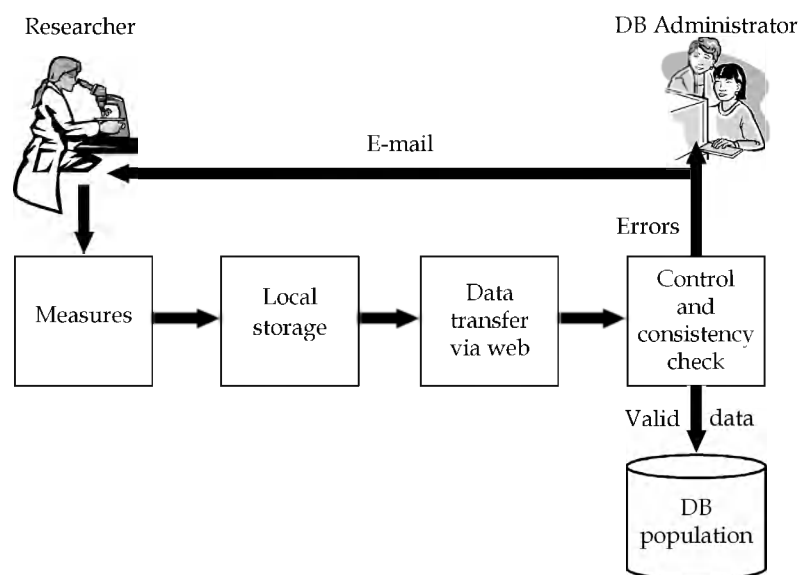 Researcher
DB Administrator
E-mail
Errors
Measures
Local
storage
Data
transfer
via web
Control
and
consistency
check
Valid data
DB
population